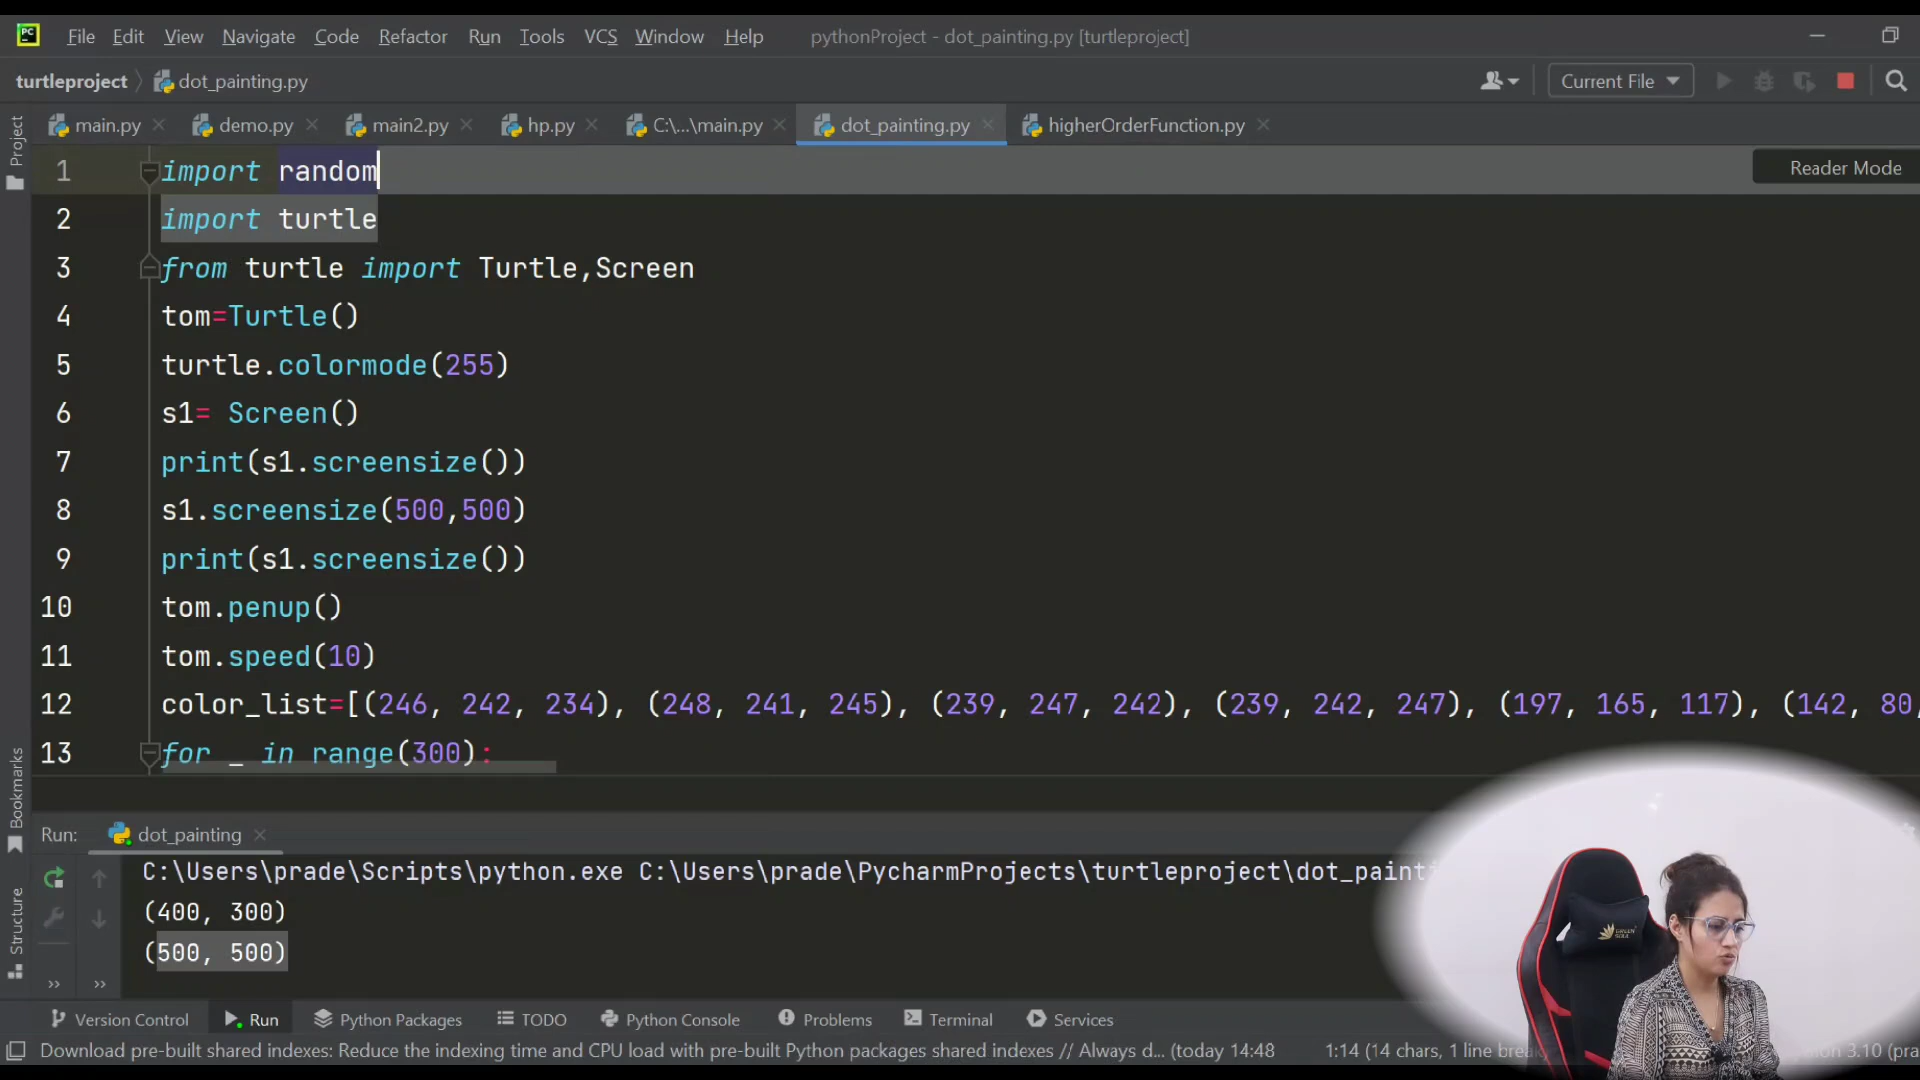 PC File Edit View Navigate Code Refactor Run Tools VCS Window Help pythonProject - dot_painting.py [turtleproject]
turtleproject dot_painting.py Current File
Project main.py demo.py main2.py hp.py C:\...\main.py dot_painting.py higherOrderFunction.py
Reader Mode
1 import random
2 import turtle
3 from turtle import Turtle,Screen
4 tom=Turtle()
5 turtle.colormode(255)
6 s1= Screen()
7 print(s1.screensize())
8 s1.screensize(500,500)
9 print(s1.screensize())
10 tom.penup()
11 tom.speed(10)
12 color_list=[(246, 242, 234), (248, 241, 245), (239, 247, 242), (239, 242, 247), (197, 165, 117), (142, 80,
13 for _ in range(300):
Bookmarks
Structure
Run: dot_painting
C:\Users\prade\Scripts\python.exe C:\Users\prade\PycharmProjects\turtleproject\dot_painti
(400, 300)
(500, 500)
GREEN SOUL
Version Control Run Python Packages TODO Python Console Problems Terminal Services
Download pre-built shared indexes: Reduce the indexing time and CPU load with pre-built Python packages shared indexes // Always d... (today 14:48 1:14 (14 chars, 1 line break) 3.10 (pra